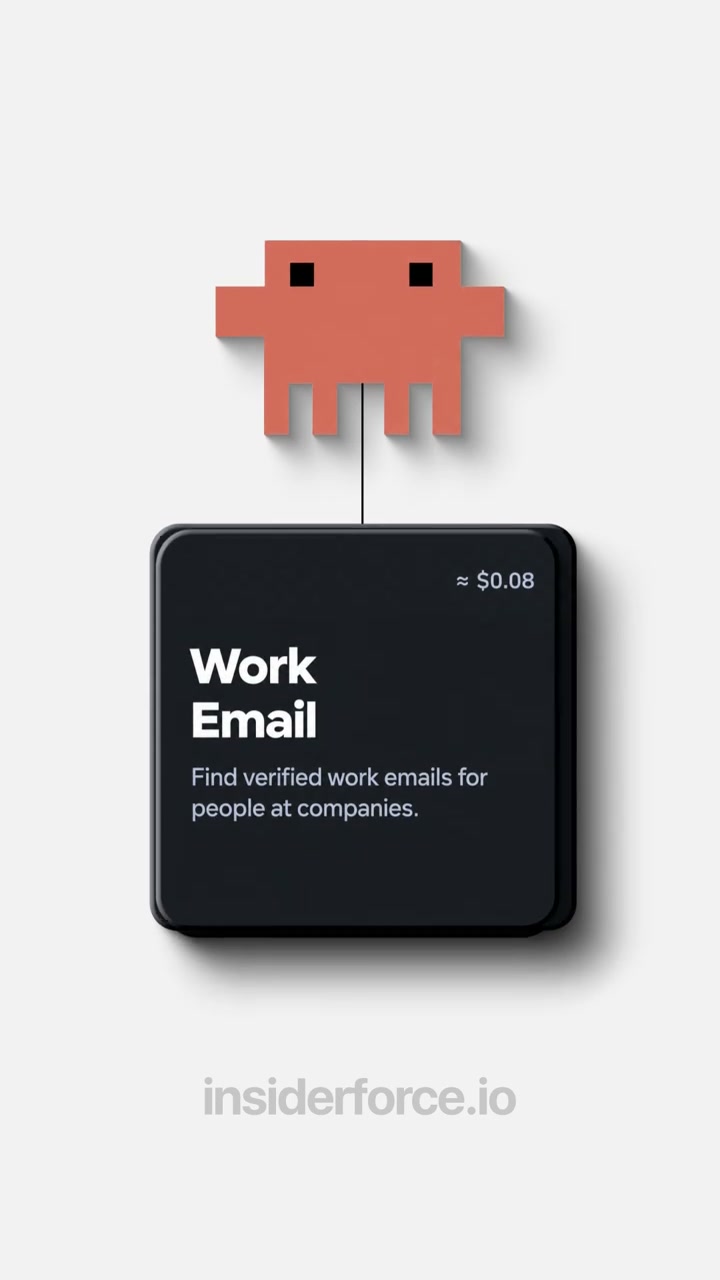 ≈ $0.08
Work
Email
Find verified work emails for
people at companies.
insiderforce.io